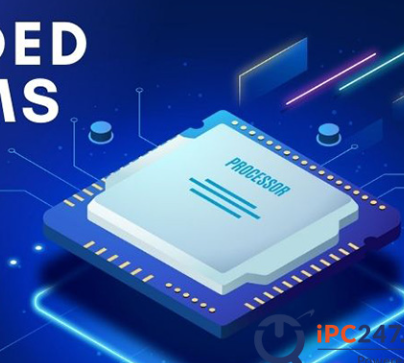 DED
MS
PROCESSOR
iPC247